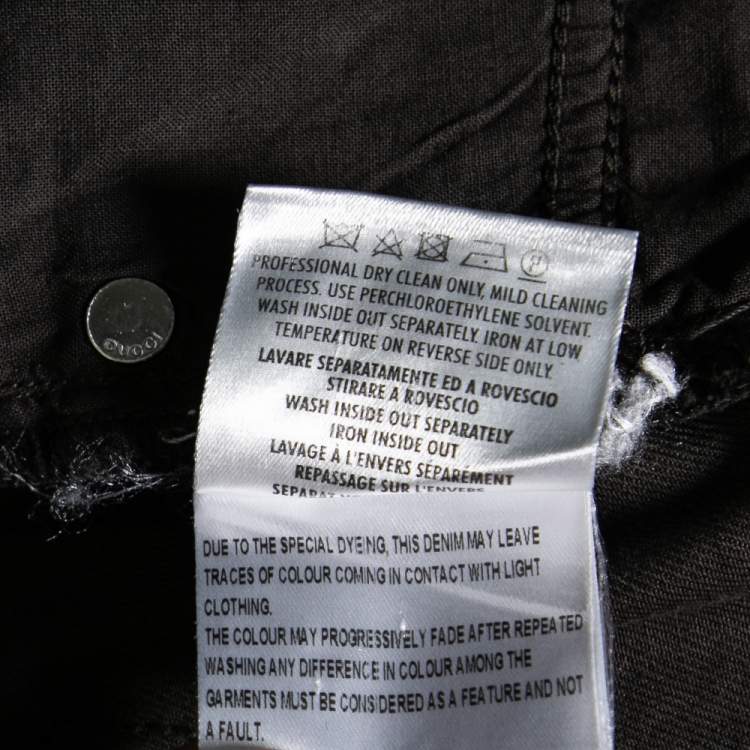 GUCCI
P
PROFESSIONAL DRY CLEAN ONLY, MILD CLEANING
PROCESS. USE PERCHLOROETHYLENE SOLVENT.
WASH INSIDE OUT SEPARATELY. IRON AT LOW
TEMPERATURE ON REVERSE SIDE ONLY.
LAVARE SEPARATAMENTE ED A ROVESCIO
STIRARE A ROVESCIO
WASH INSIDE OUT SEPARATELY
IRON INSIDE OUT
LAVAGE À L'ENVERS SÉPARÉMENT
REPASSAGE SUR L'ENVERS
DUE TO THE SPECIAL DYEING, THIS DENIM MAY LEAVE
TRACES OF COLOUR COMING IN CONTACT WITH LIGHT
CLOTHING.
THE COLOUR MAY PROGRESSIVELY FADE AFTER REPEATED
WASHING ANY DIFFERENCE IN COLOUR AMONG THE
GARMENTS MUST BE CONSIDERED AS A FEATURE AND NOT
A FAULT.